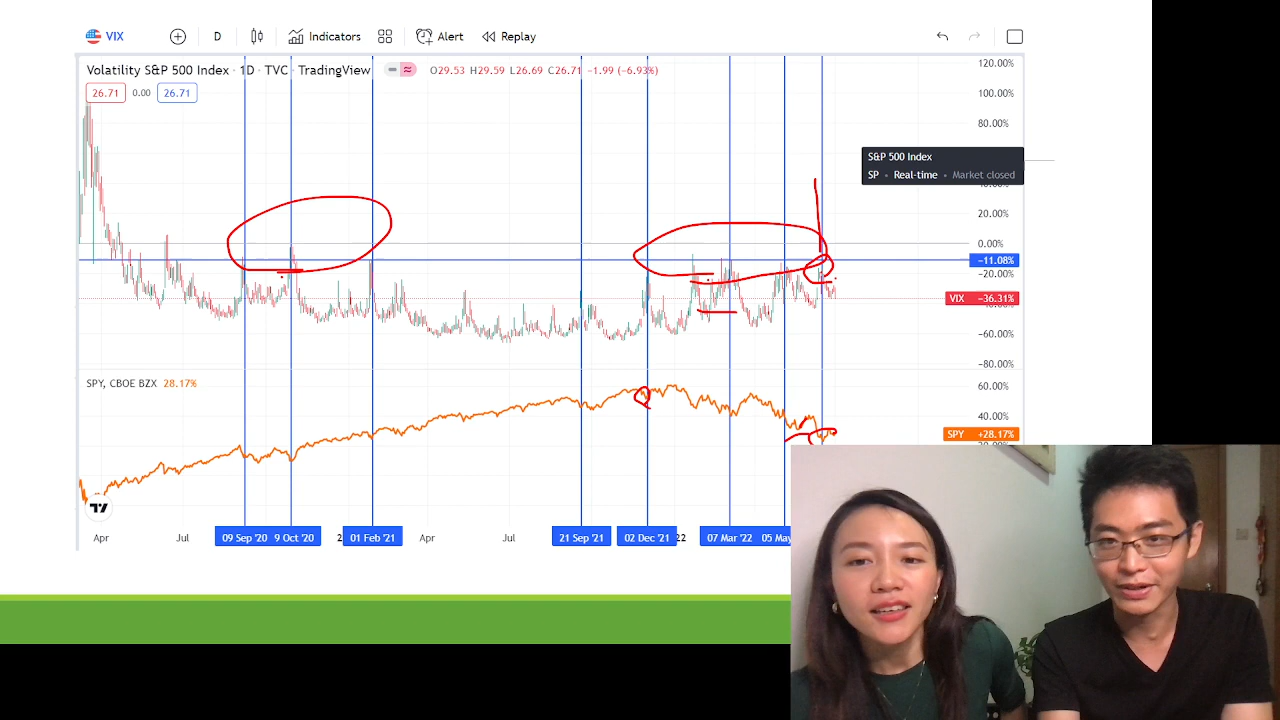 VIX D Indicators Alert Replay
Volatility S&P 500 Index · 1D · TVC · TradingView O29.53 H29.59 L26.69 C26.71 −1.99 (−6.93%)
26.71 0.00 26.71
120.00%
100.00%
80.00%
S&P 500 Index
SP • Real-time • Market closed
20.00%
0.00%
−11.08%
−20.00%
VIX −36.31%
−60.00%
−80.00%
SPY, CBOE BZX 28.17%
60.00%
40.00%
SPY +28.17%
Apr Jul 09 Sep '20 9 Oct '20 2 01 Feb '21 Apr Jul 21 Sep '21 02 Dec '21 22 07 Mar '22 05 May